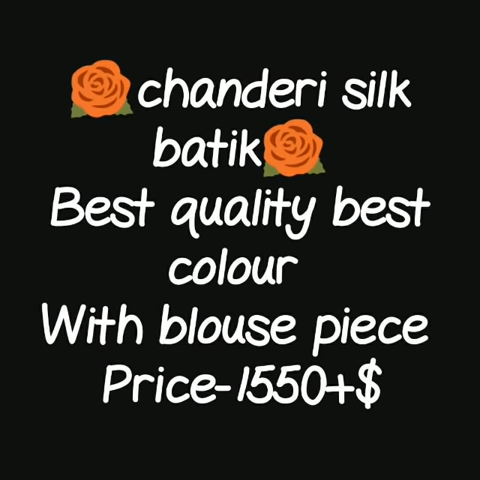 🌹chanderi silk
batik🌹
Best quality best
colour
With blouse piece
Price-1550+$